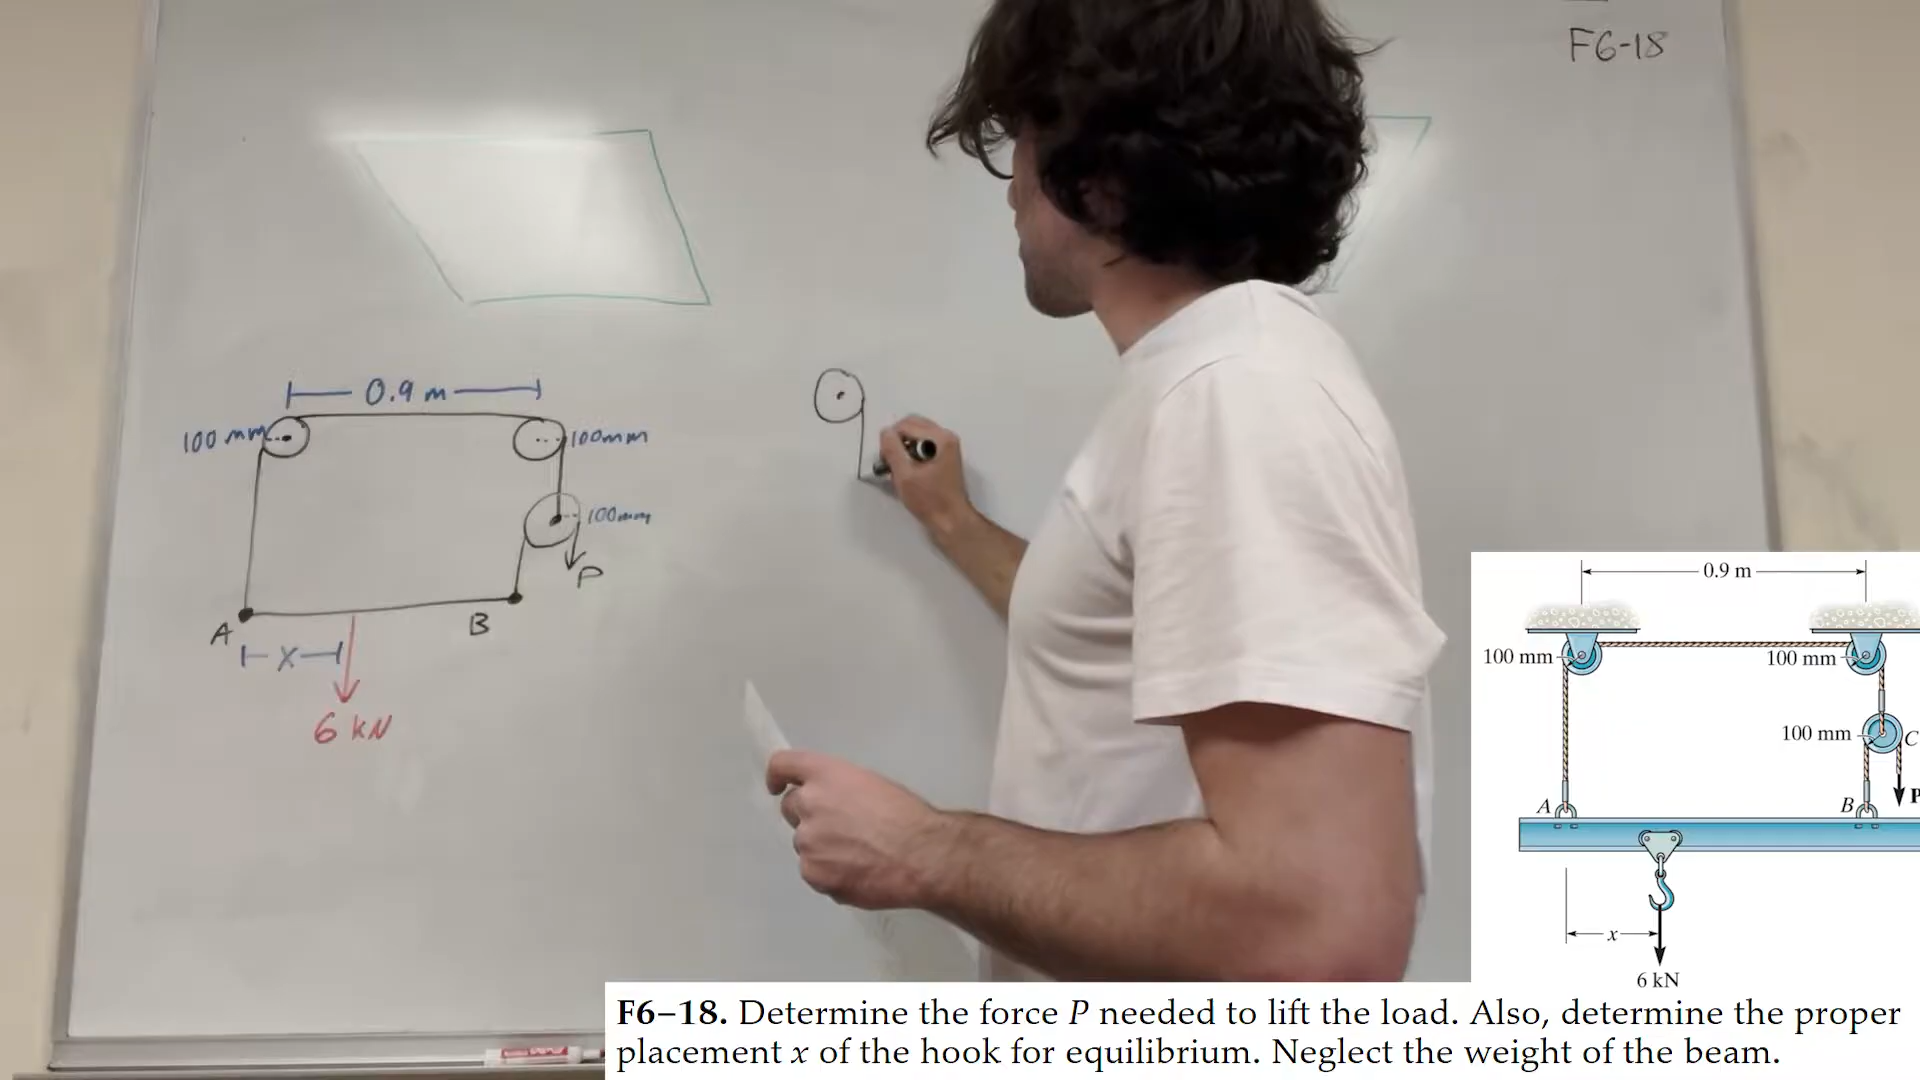 F6-18
0.9 m
100 mm
100mm
100mm
P
A
B
x
6 kN
0.9 m
100 mm
100 mm
100 mm
C
A
B
P
x
6 kN
F6–18. Determine the force P needed to lift the load. Also, determine the proper
placement x of the hook for equilibrium. Neglect the weight of the beam.